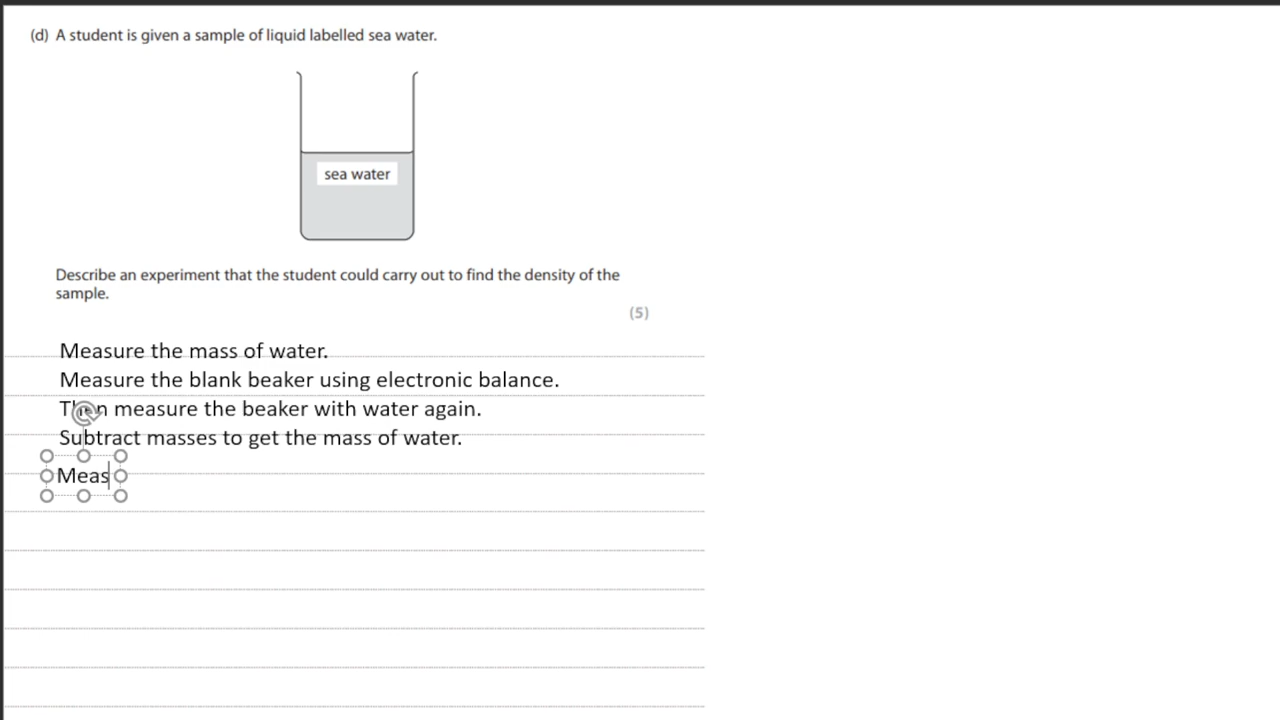 (d) A student is given a sample of liquid labelled sea water.
sea water
Describe an experiment that the student could carry out to find the density of the
sample.
(5)
Measure the mass of water.
Measure the blank beaker using electronic balance.
Then measure the beaker with water again.
Subtract masses to get the mass of water.
Meas